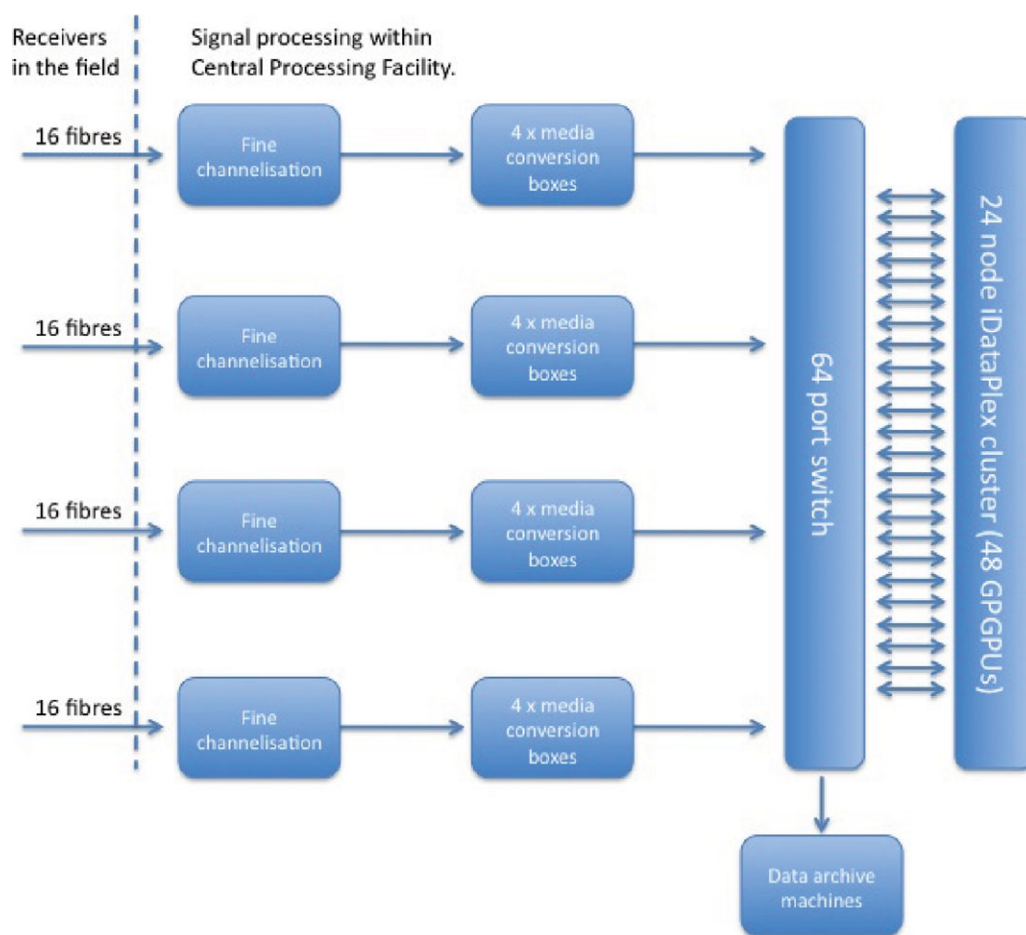 Receivers
in the field
Signal processing within
Central Processing Facility.
16 fibres
Fine
channelisation
4 x media
conversion
boxes
16 fibres
Fine
channelisation
4 x media
conversion
boxes
16 fibres
Fine
channelisation
4 x media
conversion
boxes
16 fibres
Fine
channelisation
4 x media
conversion
boxes
64 port switch
24 node iDataPlex cluster (48 GPGPUs)
Data archive
machines